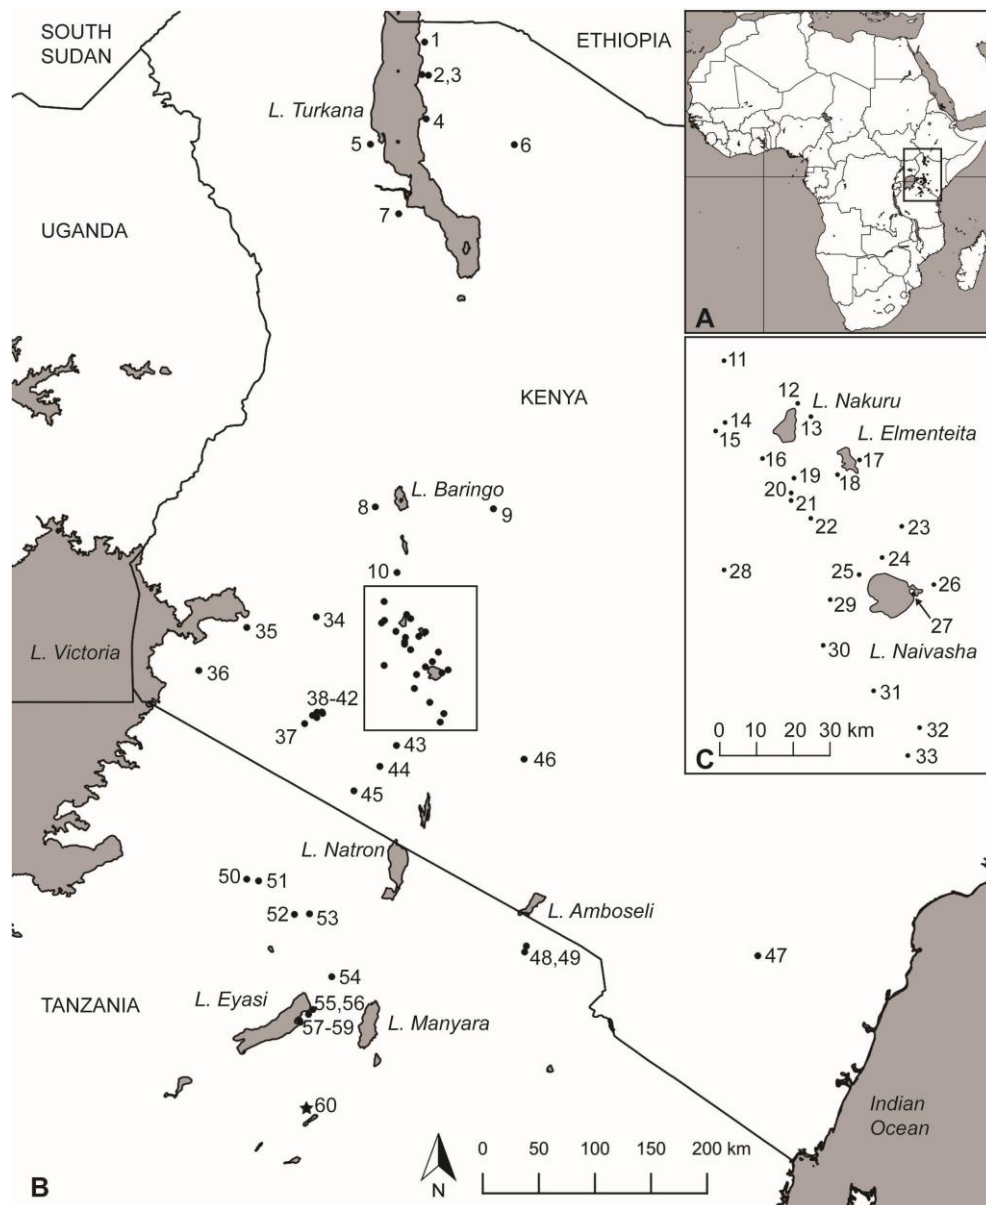 SOUTH
SUDAN
ETHIOPIA
1
2,3
L. Turkana
4
5
6
7
UGANDA
KENYA
L. Baringo
8
9
10
34
35
L. Victoria
36
38-42
37
43
44
46
45
L. Natron
50
51
L. Amboseli
52
53
48,49
47
54
TANZANIA
L. Eyasi
55,56
57-59
L. Manyara
60
Indian
Ocean
0
50
100
150
200 km
N
B
A
11
12
L. Nakuru
13
14
15
L. Elmenteita
16
17
18
19
20
21
22
23
24
25
26
28
29
27
30
L. Naivasha
31
0
10
20
30 km
32
33
C